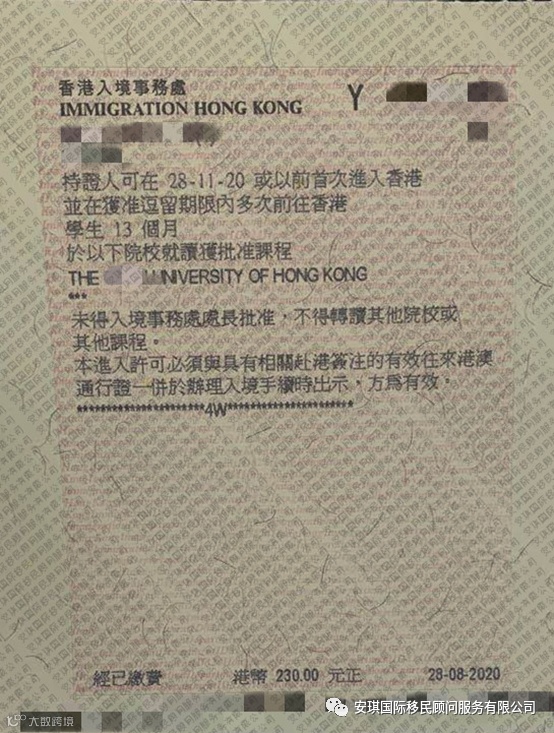 香港入境事務處
IMMIGRATION HONG KONG
Y
持證人可在 28-11-20 或以前首次進入香港
並在獲准逗留期限內多次前往香港
學生 13 個月
於以下院校就讀獲批准課程
THE UNIVERSITY OF HONG KONG
***
未得入境事務處處長批准，不得轉讀其他院校或
其他課程。
本進入許可必須與具有相關赴港簽注的有效往來港澳
通行證一併於辦理入境手續時出示，方爲有效。
**********************4W**********************
經已繳費 港幣 230.00 元正 28-08-2020
安琪国际移民顾问服务有限公司
大数跨境